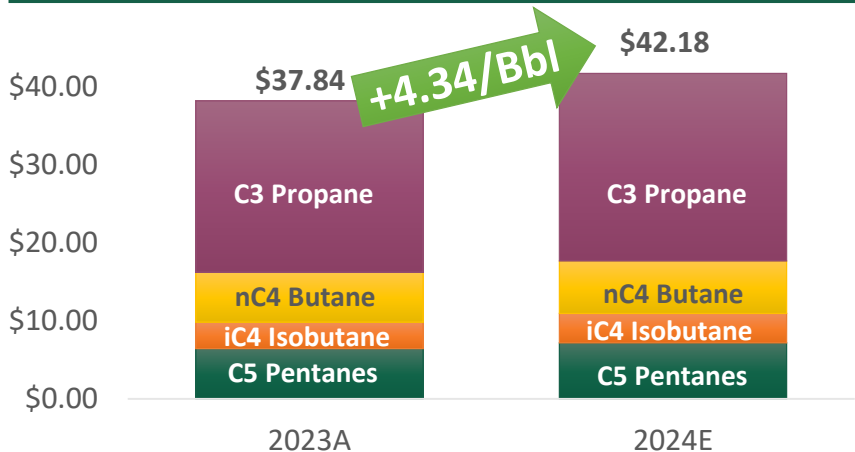 $42.18
$37.84
+4.34/Bbl
$40.00
$30.00
$20.00
$10.00
$0.00
C3 Propane
nC4 Butane
iC4 Isobutane
C5 Pentanes
C3 Propane
nC4 Butane
iC4 Isobutane
C5 Pentanes
2023A
2024E